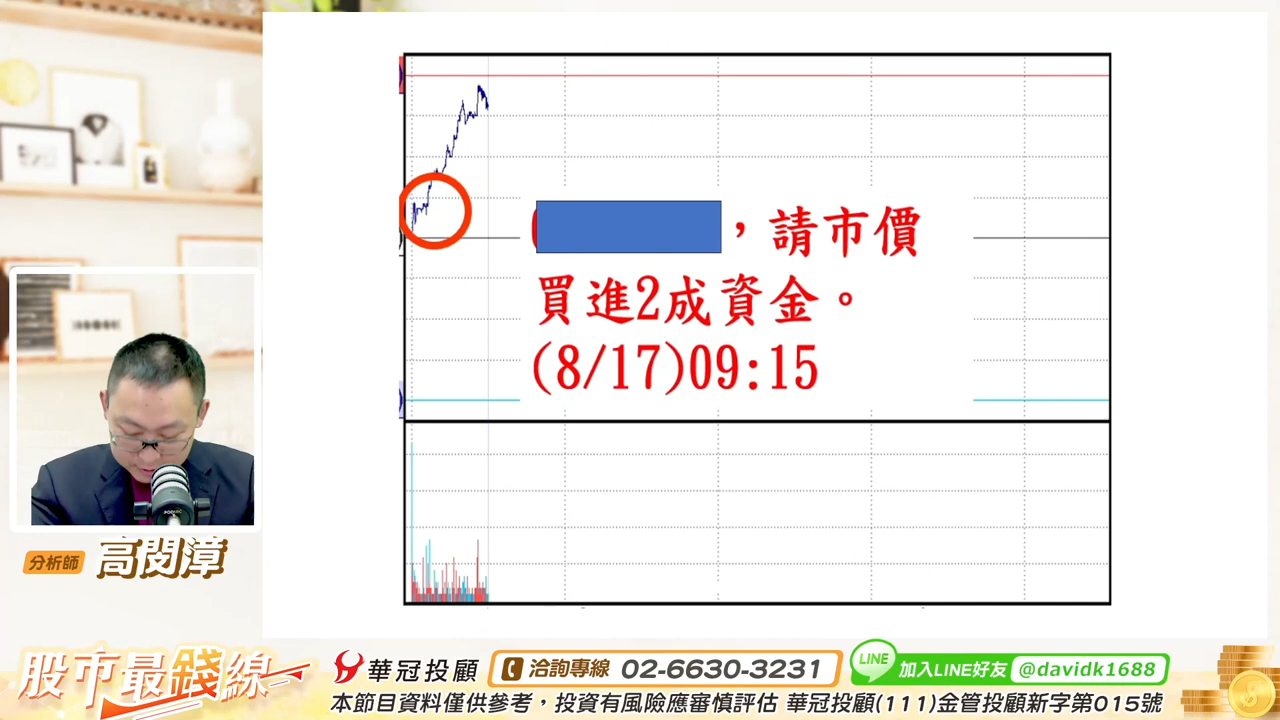 ，請市價
買進2成資金。
(8/17)09:15
分析師 高閔漳
股市最錢線
華冠投顧 洽詢專線 02-6630-3231 LINE 加入LINE好友 @davidk1688
本節目資料僅供參考，投資有風險應審慎評估 華冠投顧(111)金管投顧新字第015號